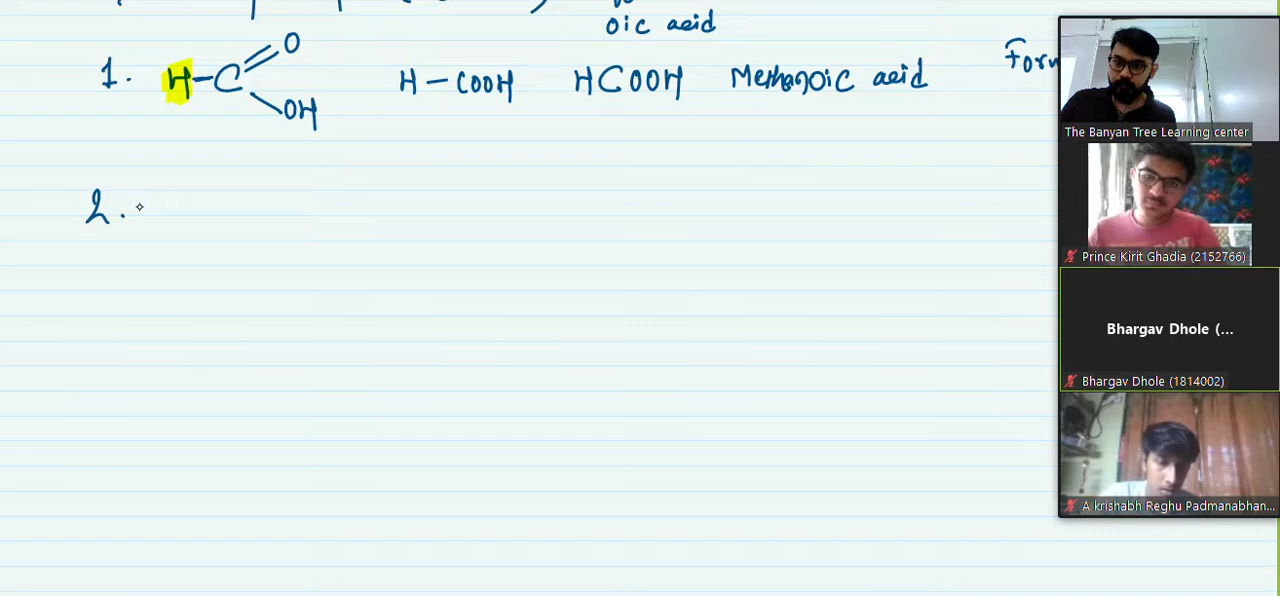 oic acid
1. H-C O OH H-COOH HCOOH Methanoic acid Form
2.
The Banyan Tree Learning center
Prince Kirit Ghadia (2152766)
Bhargav Dhole (...
Bhargav Dhole (1814002)
A krishabh Reghu Padmanabhan...